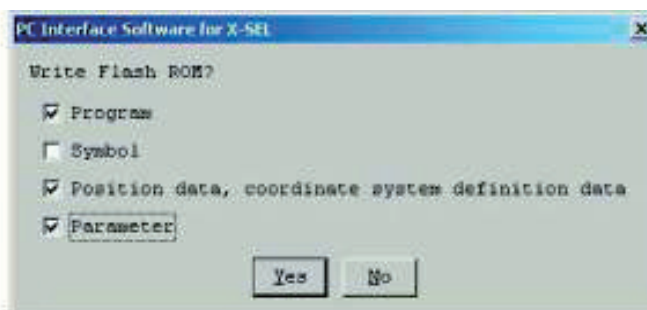 PC Interface Software for X-SEL
Write Flash ROM?
Program
Symbol
Position data, coordinate system definition data
Parameter
Yes No